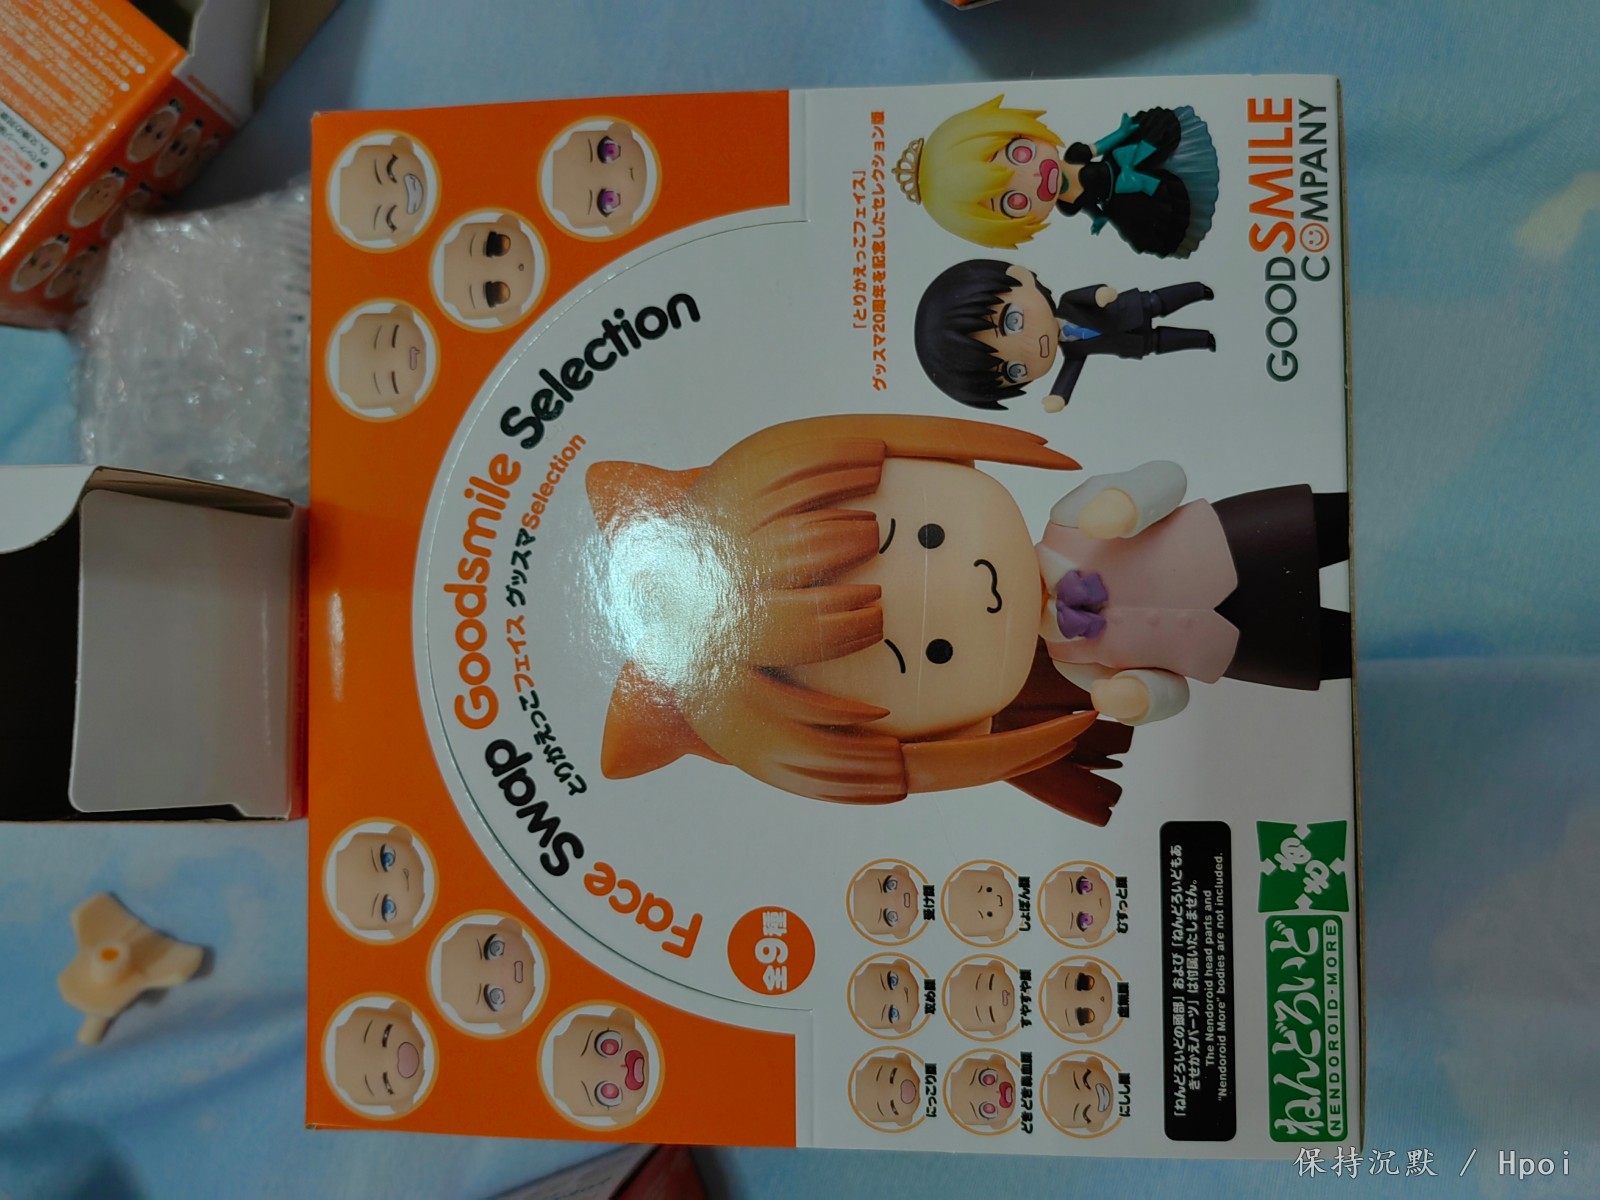 Face Swap Goodsmile Selection
とりかえっこフェイス グッスマSelection
全9種
「とりかえっこフェイス」
グッスマ20周年を記念したセレクション版
GOODSMILE
COMPANY
にっこり顔
攻め顔
受け顔
どきどき鼻血顔
すやすや顔
しょぼん顔
にしし顔
むすっと顔
「ねんどろいどの頭部」および「ねんどろいどもあ
きせかえパーツ」は付属いたしません。
The Nendoroid head parts and
"Nendoroid More" bodies are not included.
ねんどろいど
NENDOROID·MORE
保持沉默 / Hpoi